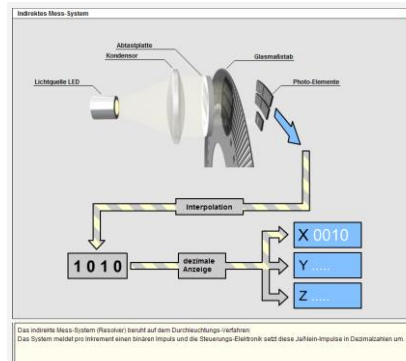 Indirektes Mess-System
Abtastplatte
Kondensor
Glasmaßstab
Lichtquelle LED
Photo-Elemente
Interpolation
X 0010
1010
dezimale
Anzeige
Y .....
Z .....
Das indirekte Mess-System (Resolver) beruht auf dem Durchleuchtungs-Verfahren:
Das System meldet pro Inkrement einen binären Impuls und die Steuerungs-Elektronik setzt diese Ja/Nein-Impulse in Dezimalzahlen um.